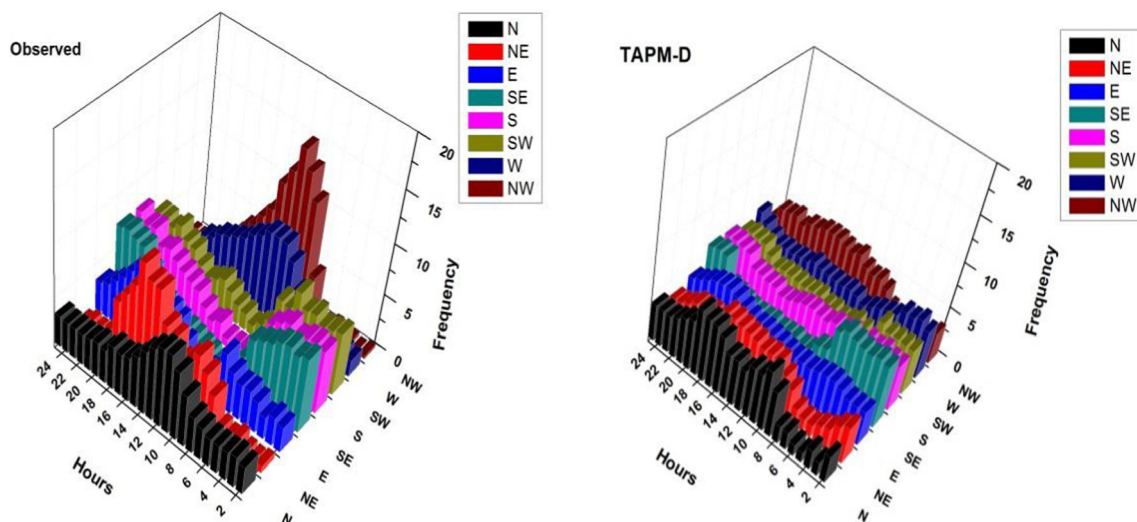 Observed
N
NE
E
SE
S
SW
W
NW
20
15
10
5
0
Frequency
NW
W
SW
S
SE
E
NE
N
24
22
20
18
16
14
12
10
8
6
4
2
Hours
TAPM-D
N
NE
E
SE
S
SW
W
NW
20
15
10
5
0
Frequency
NW
W
SW
S
SE
E
NE
N
24
22
20
18
16
14
12
10
8
6
4
2
Hours